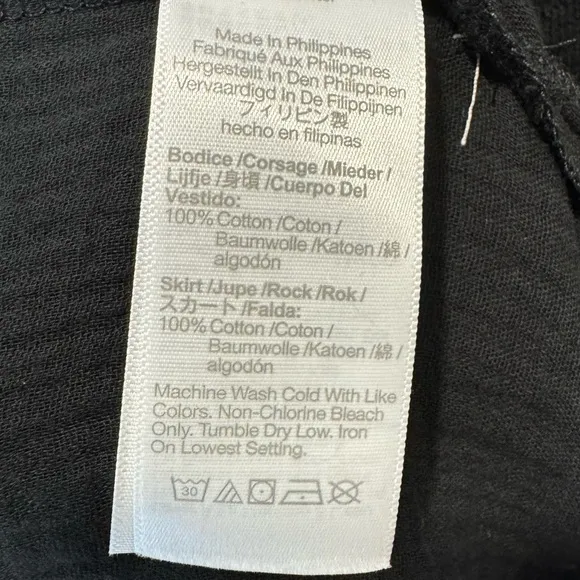 Made In Philippines
Fabriqué Aux Philippines
Hergestellt In Den Philippinen
Vervaardigd In De Filippijnen
フィリピン製
hecho en filipinas
Bodice /Corsage /Mieder /
Lijfje /身頃 /Cuerpo Del
Vestido:
100% Cotton /Coton /
Baumwolle /Katoen /綿 /
algodón
Skirt /Jupe /Rock /Rok /
スカート /Falda:
100% Cotton /Coton /
Baumwolle /Katoen /綿 /
algodón
Machine Wash Cold With Like
Colors. Non-Chlorine Bleach
Only. Tumble Dry Low. Iron
On Lowest Setting.
30